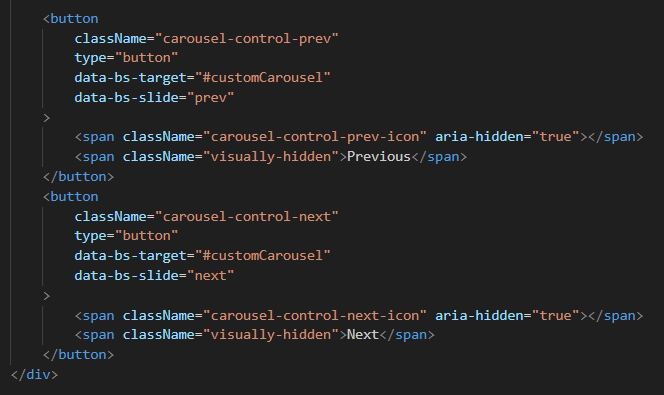 <button
className="carousel-control-prev"
type="button"
data-bs-target="#customCarousel"
data-bs-slide="prev"
>
<span className="carousel-control-prev-icon" aria-hidden="true"></span>
<span className="visually-hidden">Previous</span>
</button>
<button
className="carousel-control-next"
type="button"
data-bs-target="#customCarousel"
data-bs-slide="next"
>
<span className="carousel-control-next-icon" aria-hidden="true"></span>
<span className="visually-hidden">Next</span>
</button>
</div>